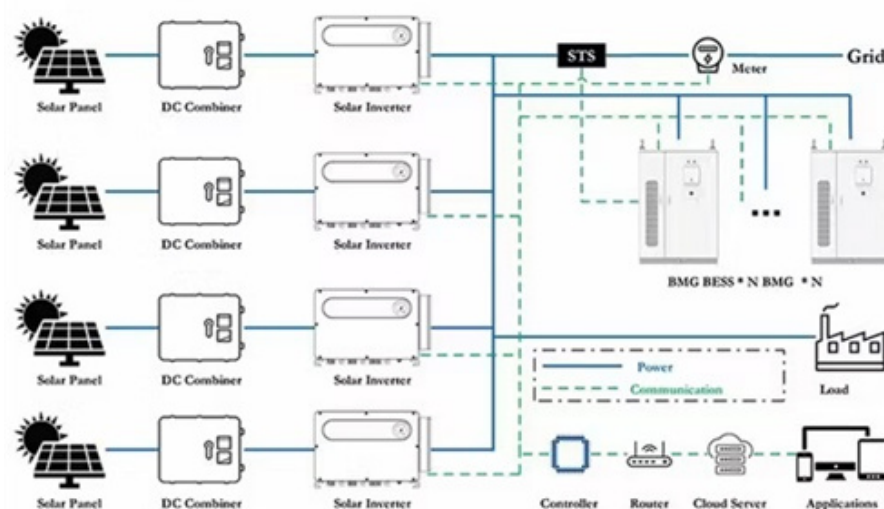 STS
Meter
Grid
Solar Panel
DC Combiner
Solar Inverter
Solar Panel
DC Combiner
Solar Inverter
BMG BESS * N BMG * N
Solar Panel
DC Combiner
Solar Inverter
Power
Communication
Load
Solar Panel
DC Combiner
Solar Inverter
Controller
Router
Cloud Server
Applications